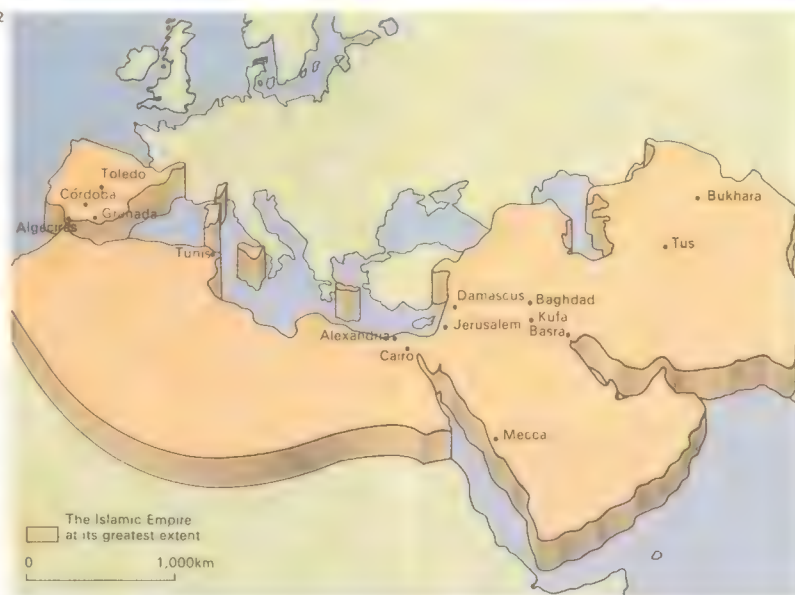 2
Toledo
Córdoba
Granada
Algeciras
Tunis
Bukhara
Tus
Damascus
Baghdad
Jerusalem
Kufa
Basra
Alexandria
Cairo
Mecca
The Islamic Empire
at its greatest extent
0 1,000km